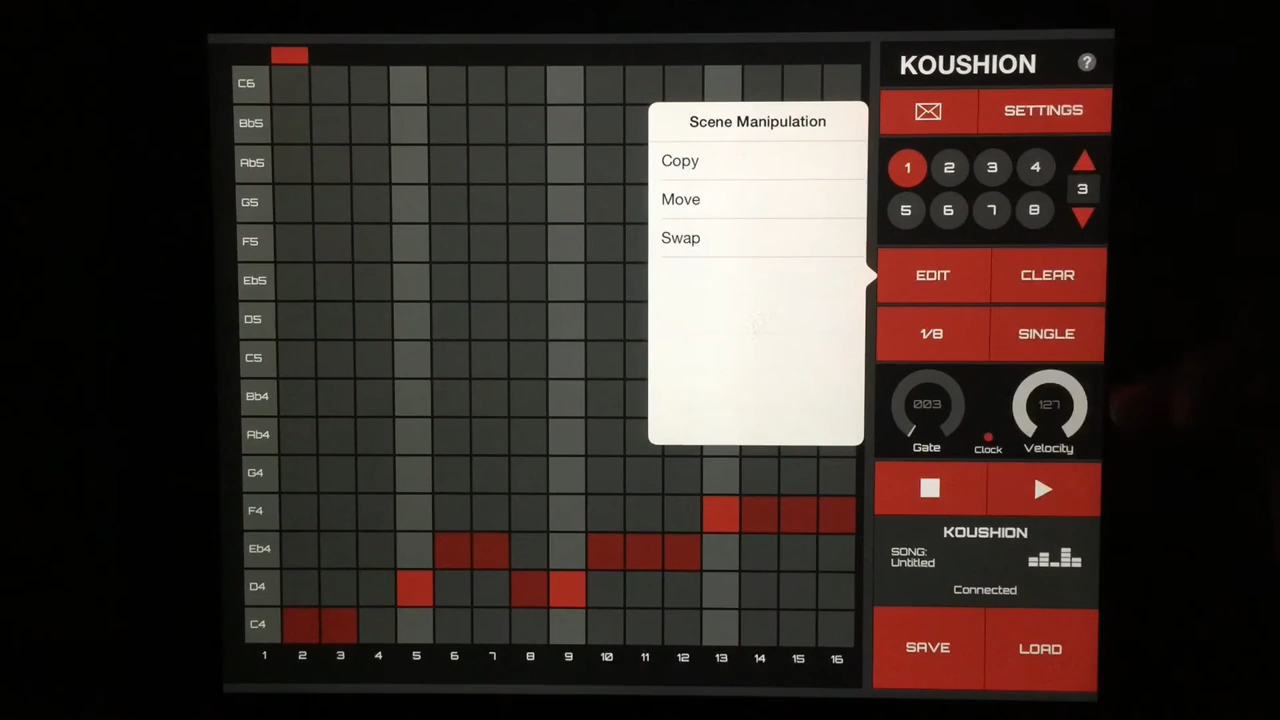 KOUSHION ?
SETTINGS
C6
Bb5
Ab5
G5
F5
Eb5
D5
C5
Bb4
Ab4
G4
F4
Eb4
D4
C4
1 2 3 4 5 6 7 8 9 10 11 12 13 14 15 16
Scene Manipulation
Copy
Move
Swap
1 2 3 4
3
5 6 7 8
EDIT CLEAR
1/8 SINGLE
003 127
Gate Clock Velocity
KOUSHION
SONG:
Untitled
Connected
SAVE LOAD